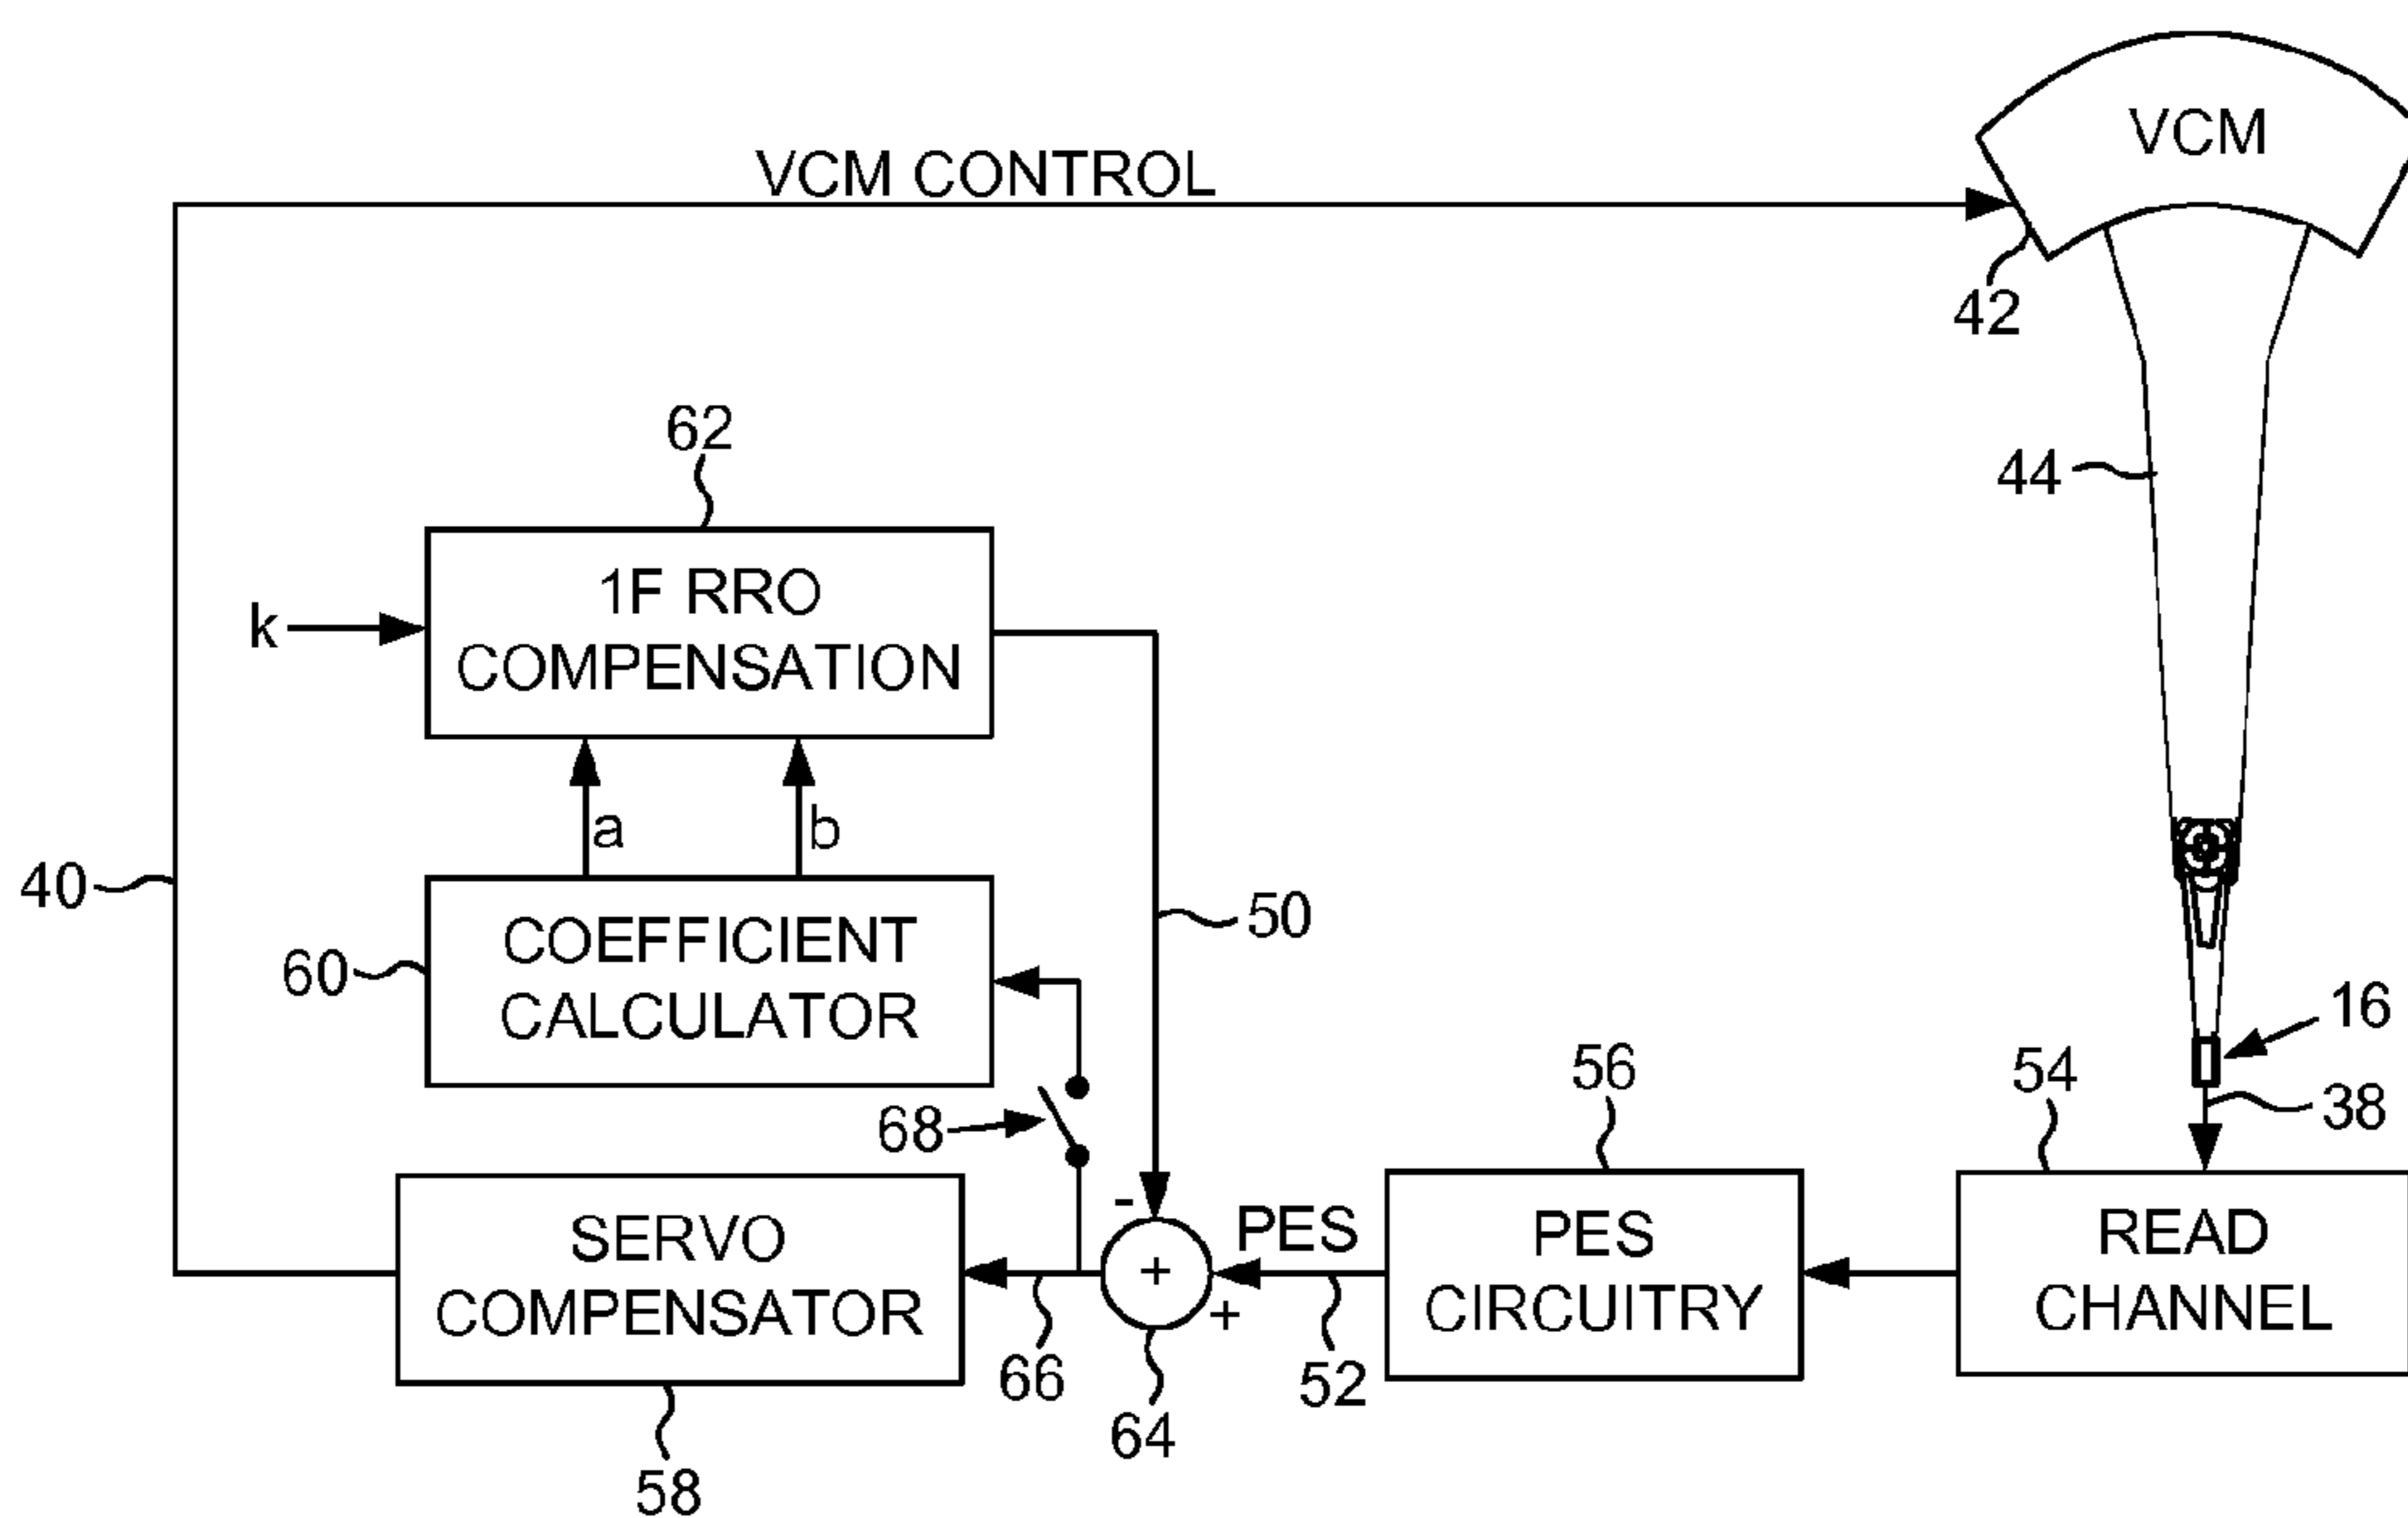 VCM
VCM CONTROL
42
62
44
1F RRO
COMPENSATION
k
a
b
40
50
COEFFICIENT
CALCULATOR
60
16
56
54
38
68
-
PES
SERVO
COMPENSATOR
+
PES
CIRCUITRY
READ
CHANNEL
+
66
52
64
58